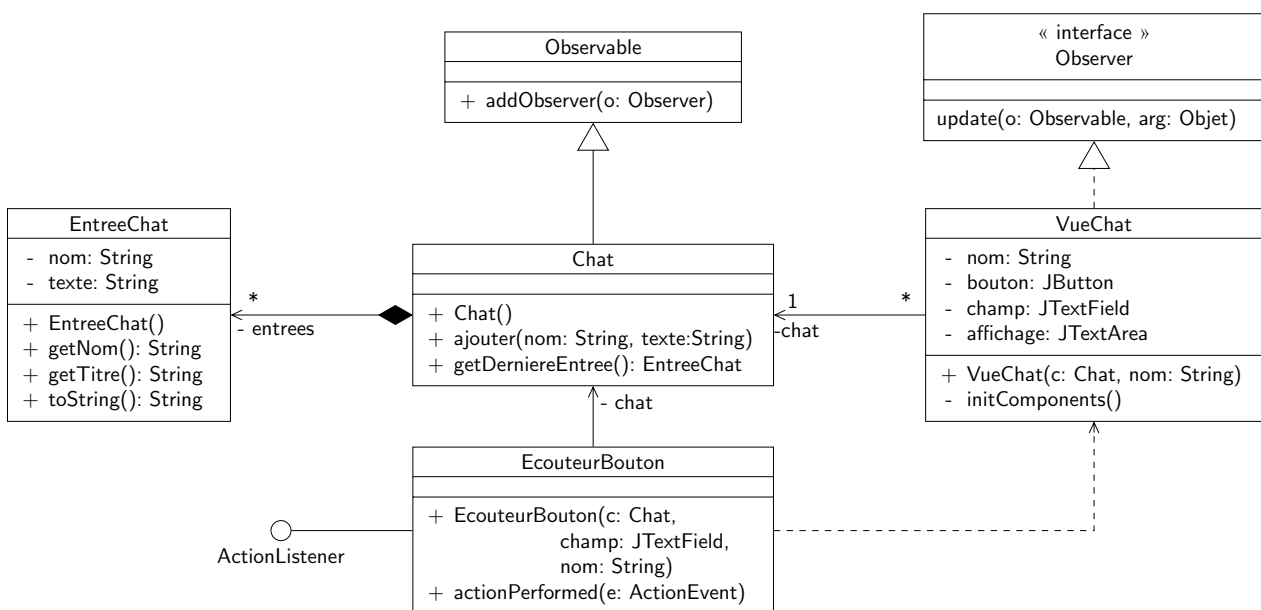 Observable
+ addObserver(o: Observer)
« interface »
Observer
update(o: Observable, arg: Objet)
EntreeChat
- nom: String
- texte: String
+ EntreeChat()
+ getNom(): String
+ getTitre(): String
+ toString(): String
*
- entrees
Chat
+ Chat()
+ ajouter(nom: String, texte:String)
+ getDerniereEntree(): EntreeChat
1
-chat
*
VueChat
- nom: String
- bouton: JButton
- champ: JTextField
- affichage: JTextArea
+ VueChat(c: Chat, nom: String)
- initComponents()
- chat
EcouteurBouton
+ EcouteurBouton(c: Chat,
champ: JTextField,
nom: String)
+ actionPerformed(e: ActionEvent)
ActionListener